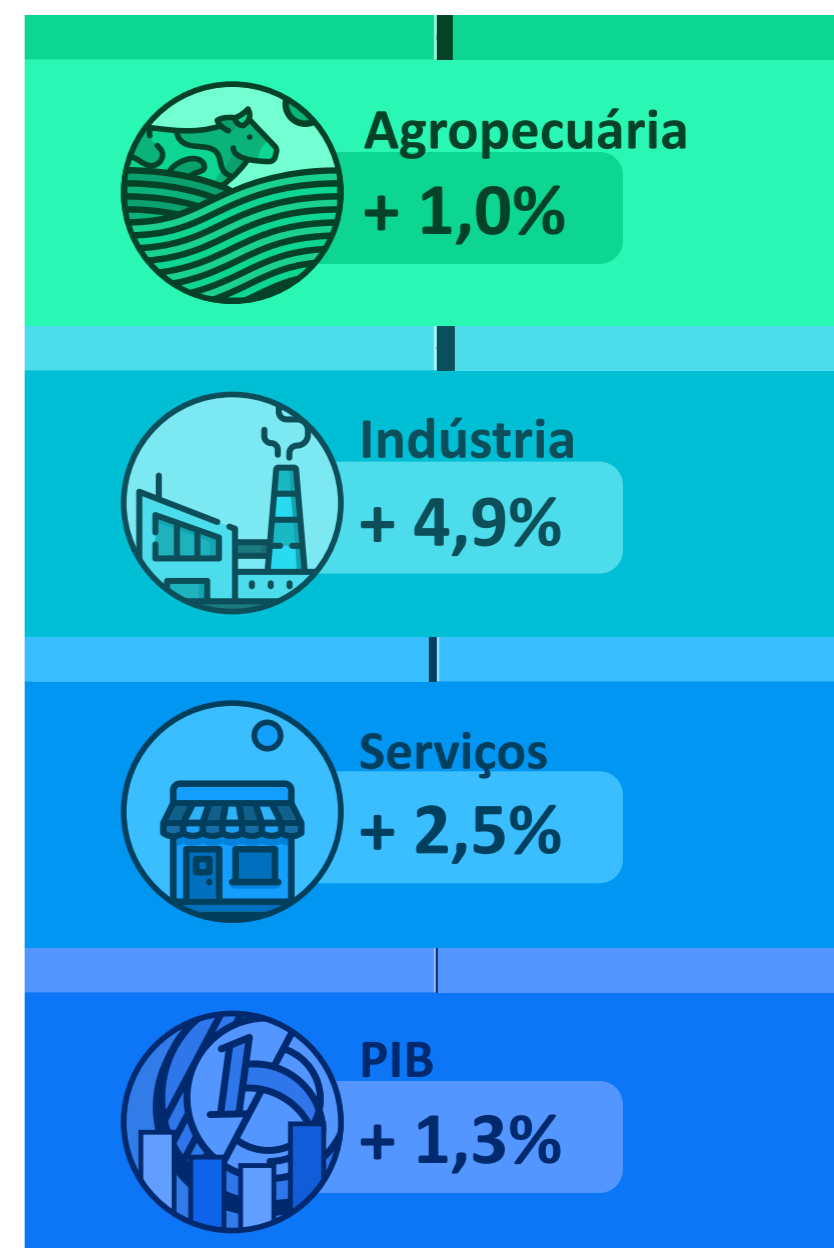 Agropecuária
+ 1,0%
Indústria
+ 4,9%
Serviços
+ 2,5%
PIB
+ 1,3%